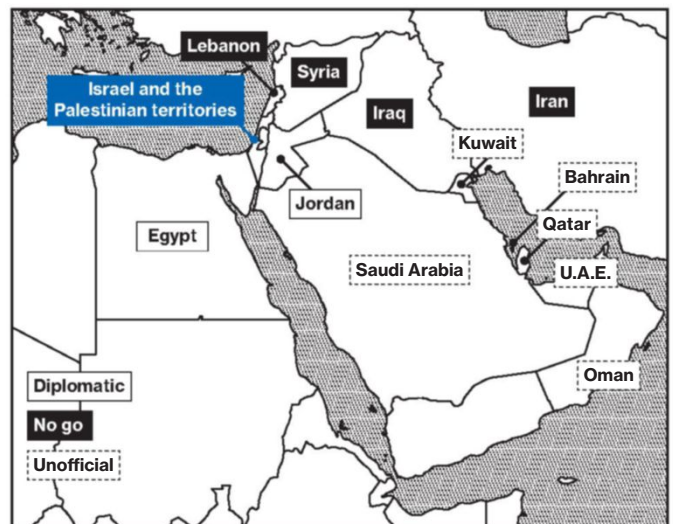 Lebanon
Syria
Israel and the
Palestinian territories
Iraq
Iran
Kuwait
Bahrain
Jordan
Qatar
Egypt
Saudi Arabia
U.A.E.
Oman
Diplomatic
No go
Unofficial